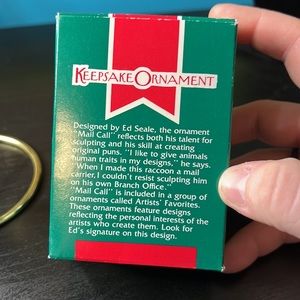 KEEPSAKE ORNAMENT
Designed by Ed Seale, the ornament
"Mail Call" reflects both his talent for
sculpting and his skill at creating
original puns. "I like to give animals
human traits in my designs," he says.
"When I made this raccoon a mail
carrier, I couldn't resist sculpting him
on his own Branch Office."
"Mail Call" is included in a group of
ornaments called Artists' Favorites.
These ornaments feature designs
reflecting the personal interests of the
artists who create them. Look for
Ed's signature on this design.